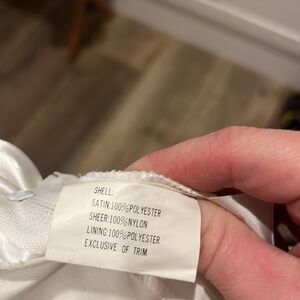 SHELL:
SATIN:100%POLYESTER
SHEER:100%NYLON
LINING:100%POLYESTER
EXCLUSIVE OF TRIM